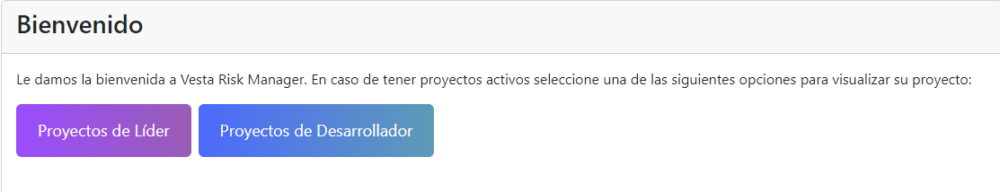 Bienvenido
Le damos la bienvenida a Vesta Risk Manager. En caso de tener proyectos activos seleccione una de las siguientes opciones para visualizar su proyecto:
Proyectos de Líder
Proyectos de Desarrollador